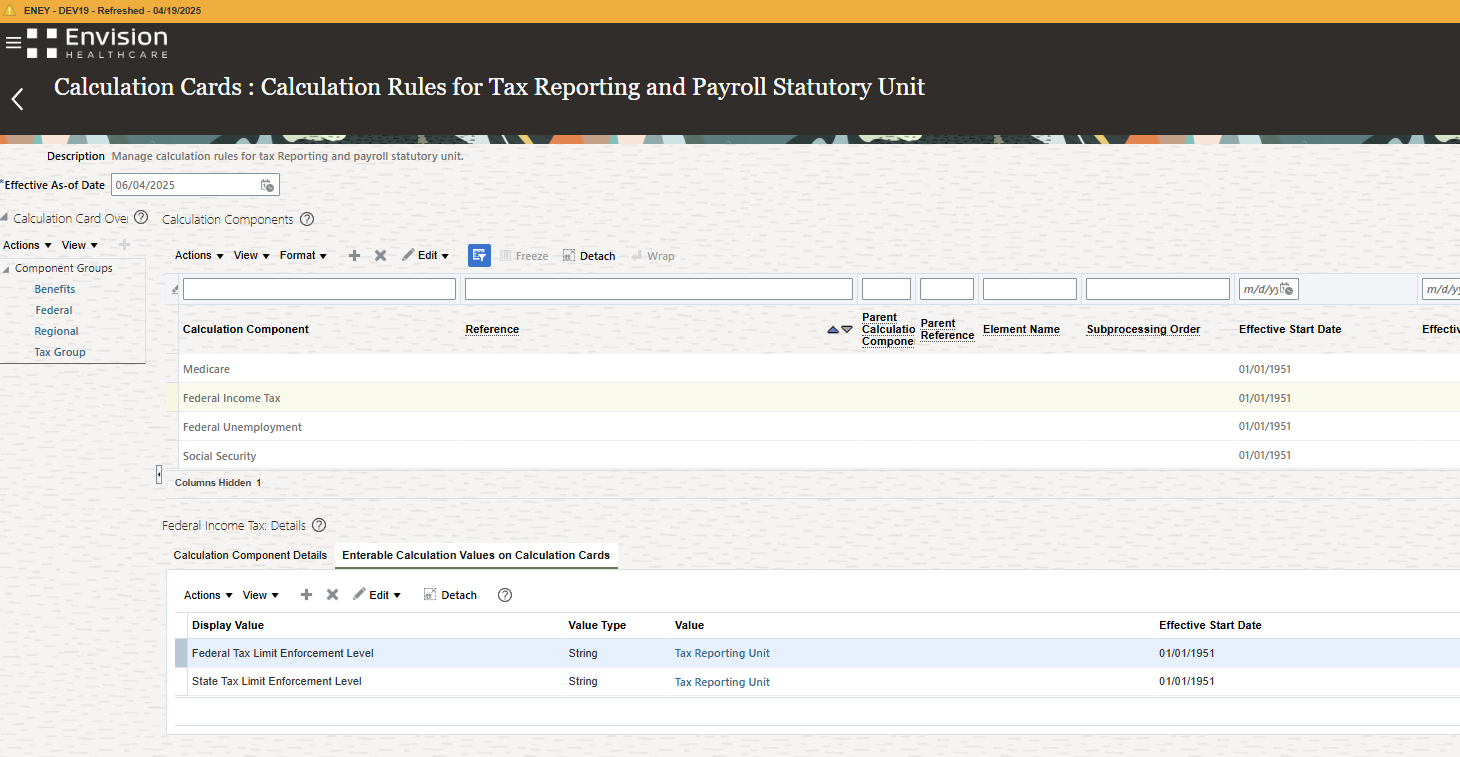 ENEY - DEV19 - Refreshed - 04/19/2025
Envision
HEALTHCARE
Calculation Cards : Calculation Rules for Tax Reporting and Payroll Statutory Unit
Description Manage calculation rules for tax Reporting and payroll statutory unit.
*Effective As-of Date 06/04/2025
Calculation Card Over
Actions View
Component Groups
Benefits
Federal
Regional
Tax Group
Calculation Components
Actions View Format Edit Freeze Detach Wrap
m/d/yy m/d/yy
Calculation Component Reference Parent Calculation Component Parent Reference Element Name Subprocessing Order Effective Start Date Effectiv
Medicare 01/01/1951
Federal Income Tax 01/01/1951
Federal Unemployment 01/01/1951
Social Security 01/01/1951
Columns Hidden 1
Federal Income Tax: Details
Calculation Component Details Enterable Calculation Values on Calculation Cards
Actions View Edit Detach
Display Value Value Type Value Effective Start Date
Federal Tax Limit Enforcement Level String Tax Reporting Unit 01/01/1951
State Tax Limit Enforcement Level String Tax Reporting Unit 01/01/1951